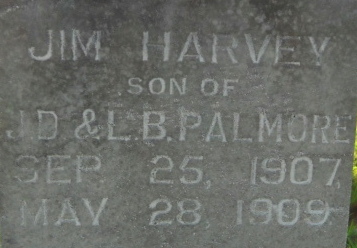 JIM HARVEY
SON OF
J.D & L.B. PALMORE
SEP. 25, 1907,
MAY 28, 1909